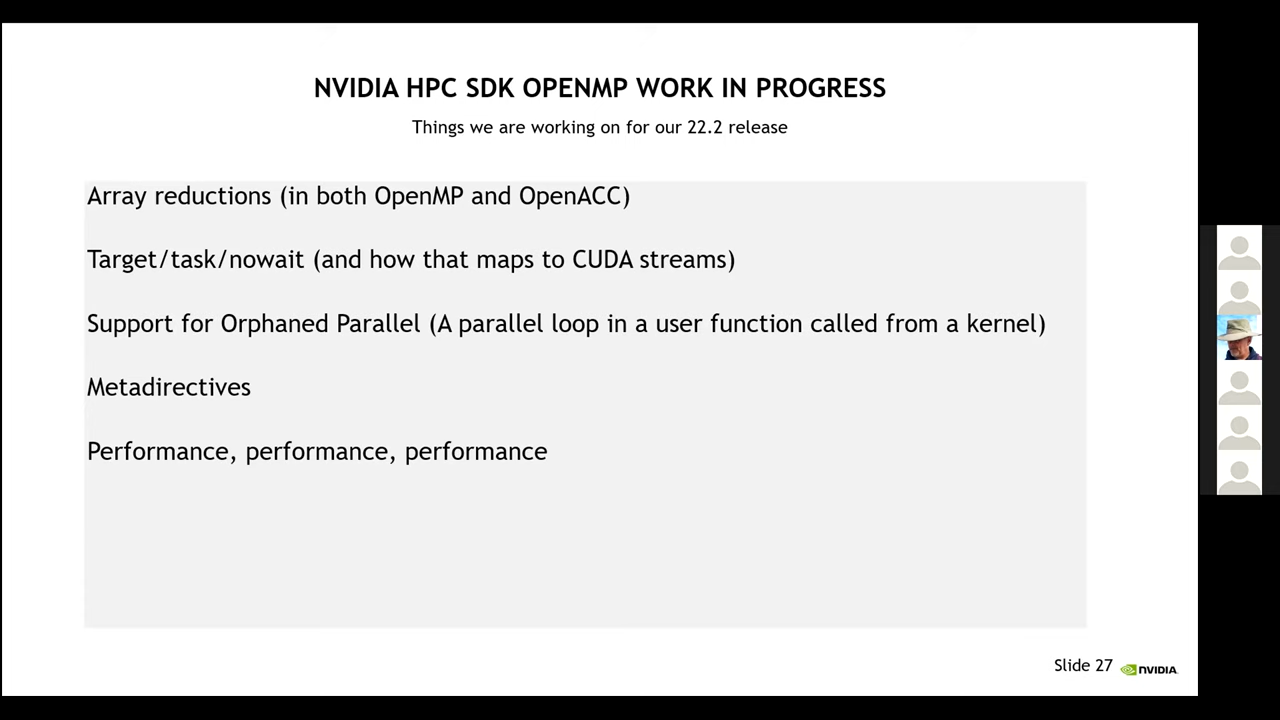 NVIDIA HPC SDK OPENMP WORK IN PROGRESS
Things we are working on for our 22.2 release
Array reductions (in both OpenMP and OpenACC)
Target/task/nowait (and how that maps to CUDA streams)
Support for Orphaned Parallel (A parallel loop in a user function called from a kernel)
Metadirectives
Performance, performance, performance
Slide 27
NVIDIA